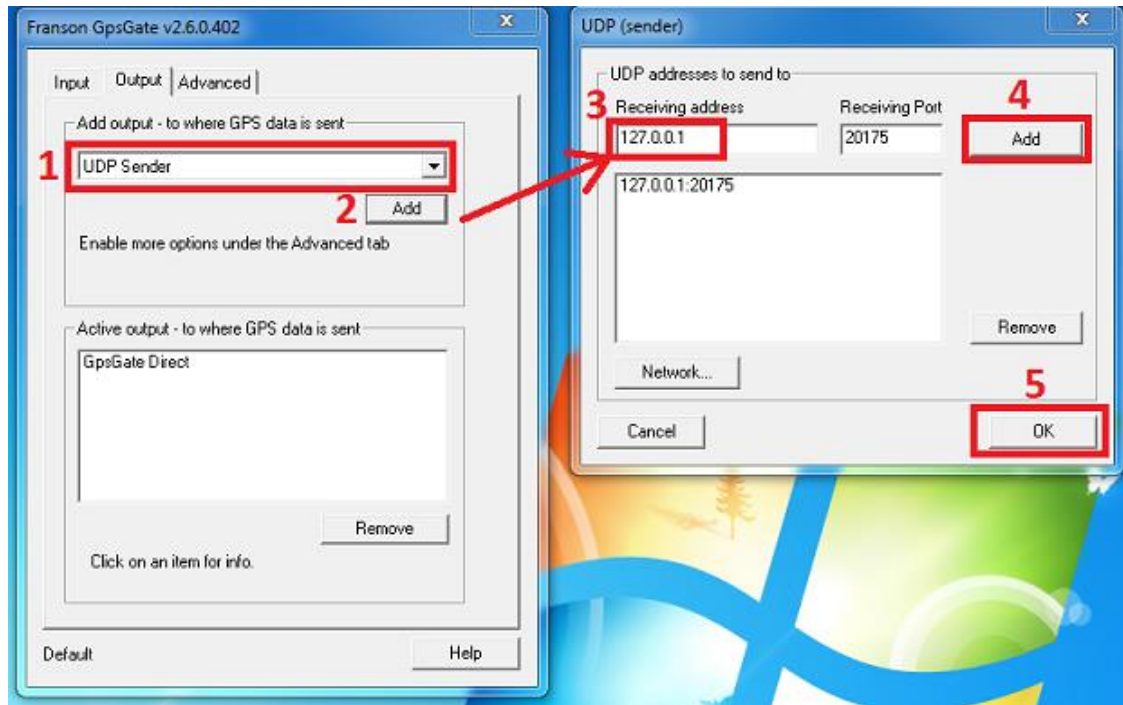 Franson GpsGate v2.6.0.402
x
Input Output Advanced
Add output - to where GPS data is sent
1 UDP Sender
2 Add
Enable more options under the Advanced tab
Active output - to where GPS data is sent
GpsGate Direct
Remove
Click on an item for info.
Default
Help
UDP (sender)
x
UDP addresses to send to
3 Receiving address Receiving Port 4
127.0.0.1 20175 Add
127.0.0.1:20175
Remove
Network...
5
Cancel OK